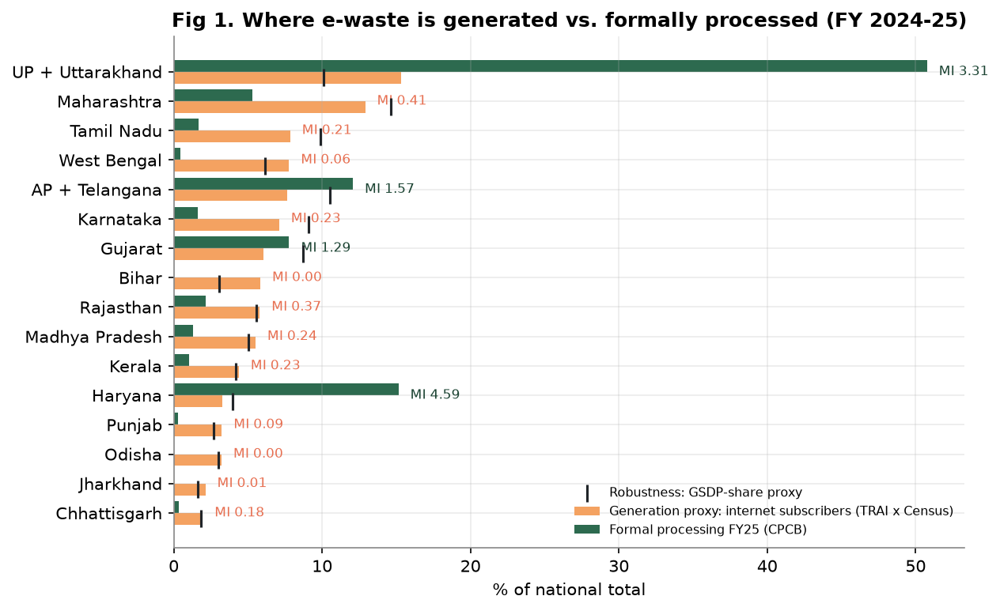 Fig 1. Where e-waste is generated vs. formally processed (FY 2024-25)
UP + Uttarakhand MI 3.31
Maharashtra MI 0.41
Tamil Nadu MI 0.21
West Bengal MI 0.06
AP + Telangana MI 1.57
Karnataka MI 0.23
Gujarat MI 1.29
Bihar MI 0.00
Rajasthan MI 0.37
Madhya Pradesh MI 0.24
Kerala MI 0.23
Haryana MI 4.59
Punjab MI 0.09
Odisha MI 0.00
Jharkhand MI 0.01
Chhattisgarh MI 0.18
Robustness: GSDP-share proxy
Generation proxy: internet subscribers (TRAI x Census)
Formal processing FY25 (CPCB)
0 10 20 30 40 50
% of national total